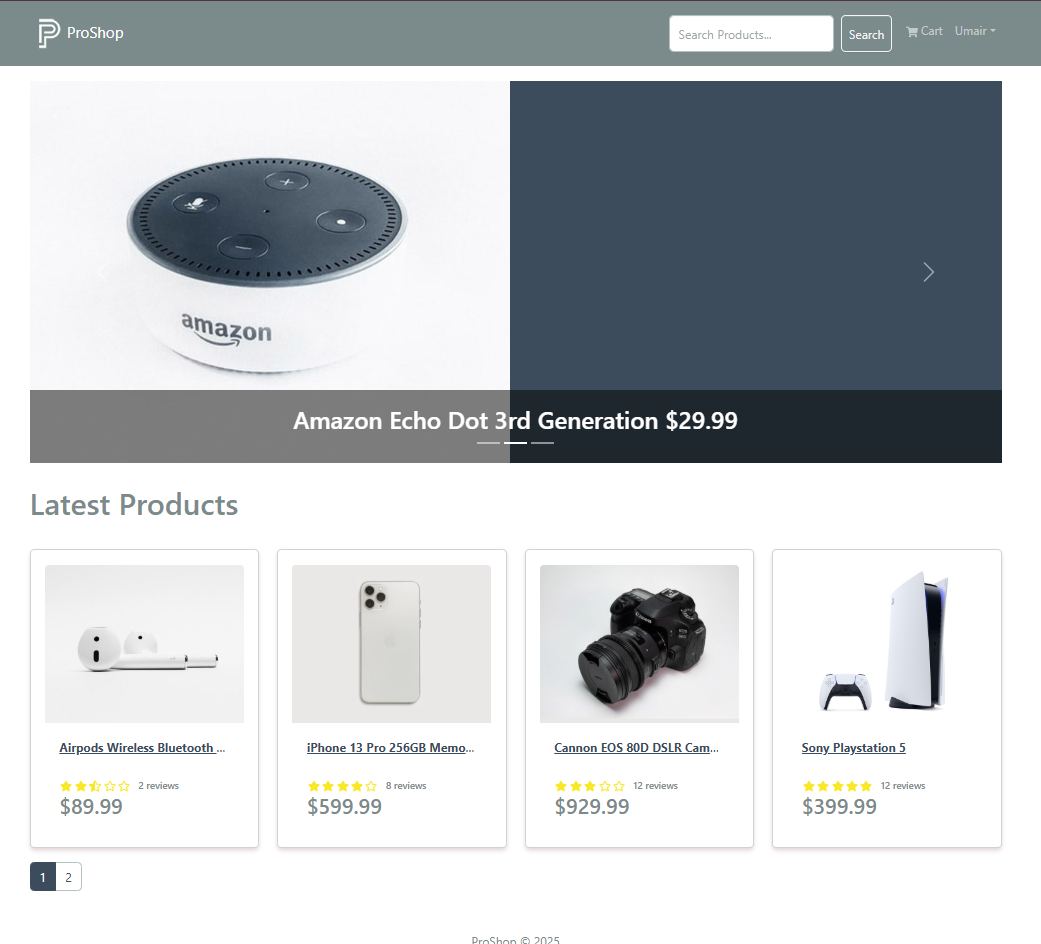 ProShop
Search Products...
Search
Cart
Umair
amazon
Amazon Echo Dot 3rd Generation $29.99
Latest Products
Airpods Wireless Bluetooth ...
2 reviews
$89.99
iPhone 13 Pro 256GB Memo...
8 reviews
$599.99
Cannon EOS 80D DSLR Cam...
12 reviews
$929.99
Sony Playstation 5
12 reviews
$399.99
1
2
ProShop © 2025